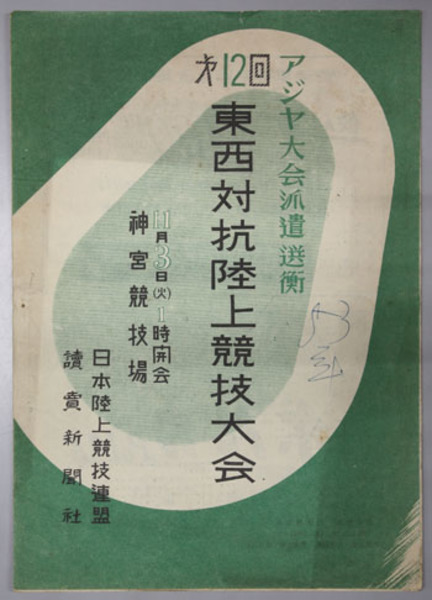 アジヤ大会派遣選衡
才12回
東西対抗陸上競技大会
11月3日(火)1時開会
神宮競技場
日本陸上競技連盟
讀賣新聞社